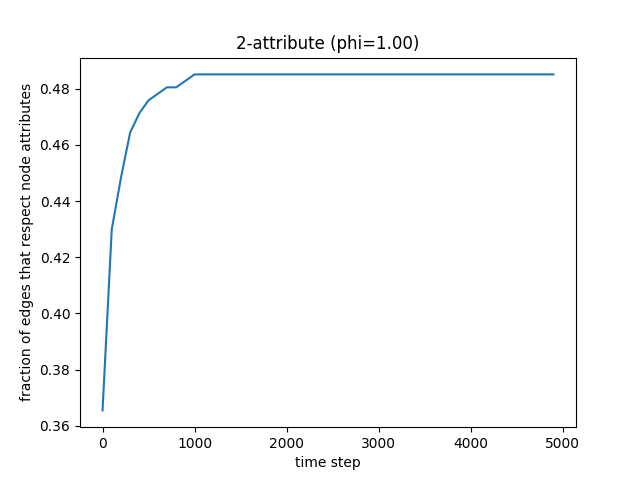 2-attribute (phi=1.00)
fraction of edges that respect node attributes
0.48
0.46
0.44
0.42
0.40
0.38
0.36
0 1000 2000 3000 4000 5000
time step